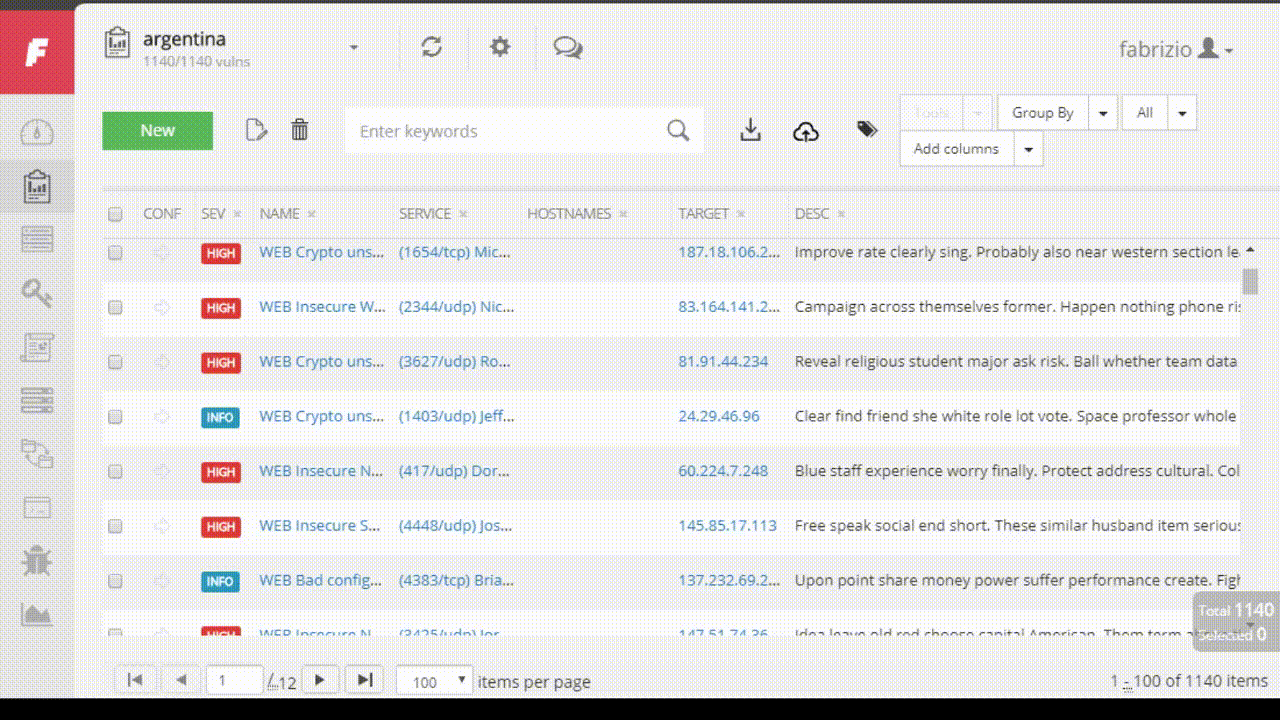 F
argentina
1140/1140 vulns
fabrizio
New
Enter keywords
Tools
Group By
All
Add columns
CONF SEV × NAME × SERVICE × HOSTNAMES × TARGET × DESC ×
HIGH WEB Crypto uns... (1654/tcp) Mic... 187.18.106.2... Improve rate clearly sing. Probably also near western section le
HIGH WEB Insecure W... (2344/udp) Nic... 83.164.141.2... Campaign across themselves former. Happen nothing phone ris
HIGH WEB Crypto uns... (3627/udp) Ro... 81.91.44.234 Reveal religious student major ask risk. Ball whether team data
INFO WEB Crypto uns... (1403/udp) Jeff... 24.29.46.96 Clear find friend she white role lot vote. Space professor whole
HIGH WEB Insecure N... (417/udp) Dor... 60.224.7.248 Blue staff experience worry finally. Protect address cultural. Col
HIGH WEB Insecure S... (4448/udp) Jos... 145.85.17.113 Free speak social end short. These similar husband item serious
INFO WEB Bad config... (4383/tcp) Bria... 137.232.69.2... Upon point share money power suffer performance create. Figh
HIGH WEB Insecure N... (3425/udp) Jor... 147.51.74.36 Idea leave old red choose capital American. Them term
Total 1140
Selected 0
1 / 12 100 items per page 1 - 100 of 1140 items